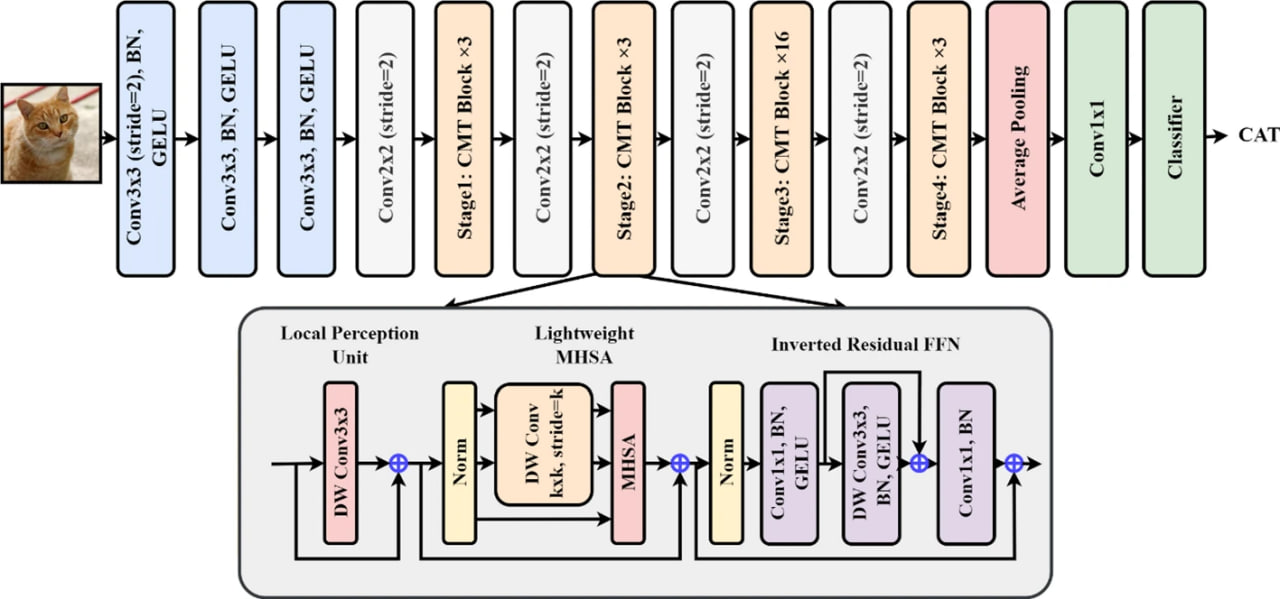 Conv3x3 (stride=2), BN,
GELU
Conv3x3, BN, GELU
Conv3x3, BN, GELU
Conv2x2 (stride=2)
Stage1: CMT Block ×3
Conv2x2 (stride=2)
Stage2: CMT Block ×3
Conv2x2 (stride=2)
Stage3: CMT Block ×16
Conv2x2 (stride=2)
Stage4: CMT Block ×3
Average Pooling
Conv1x1
Classifier
CAT
Local Perception
Unit
DW Conv3x3
Lightweight
MHSA
Norm
DW Conv
kxk, stride=k
MHSA
Inverted Residual FFN
Norm
Conv1x1, BN,
GELU
DW Conv3x3,
BN, GELU
Conv1x1, BN